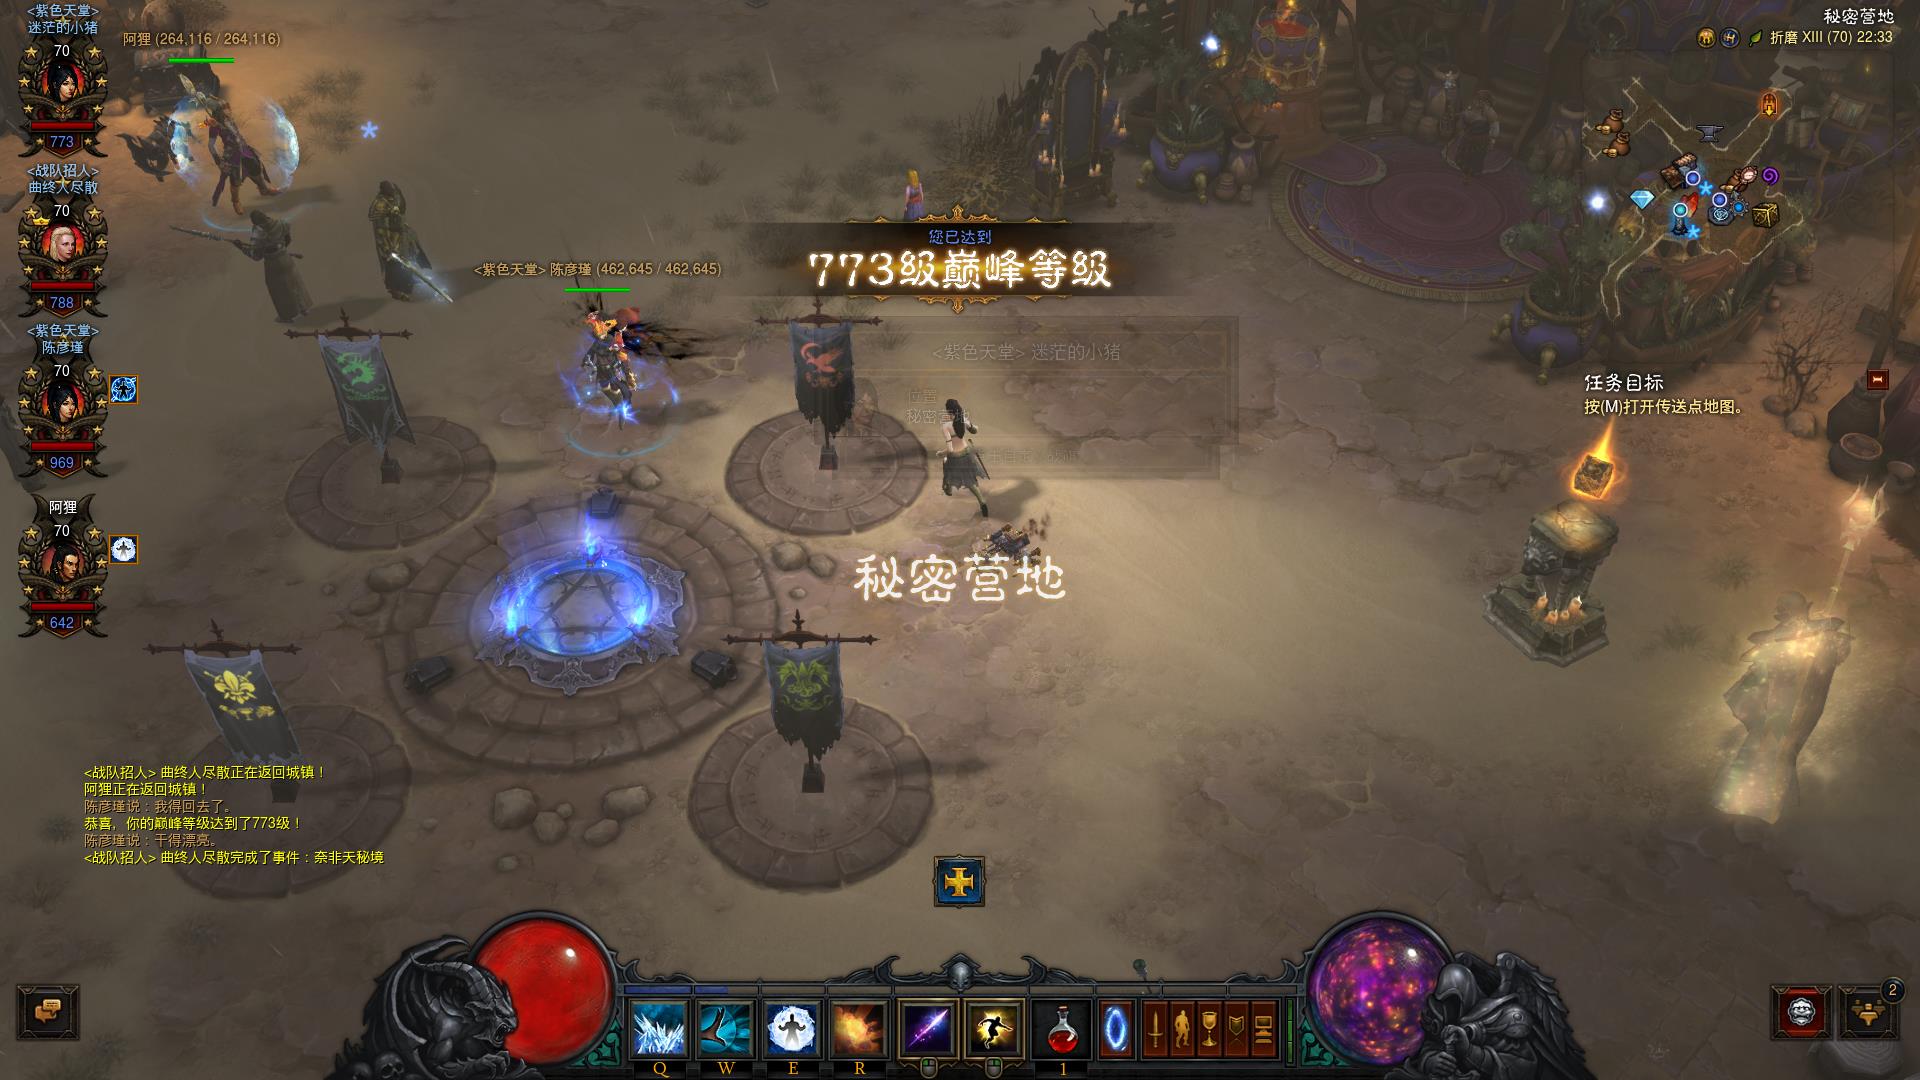 <紫色天堂>
迷茫的小猪
70
773
<战队招人>
曲终人尽散
70
788
<紫色天堂>
陈彦瑾
70
969
阿狸
70
642
阿狸 (264,116 / 264,116)
<紫色天堂> 陈彦瑾 (462,645 / 462,645)
您已达到
773级巅峰等级
<紫色天堂> 迷茫的小猪
位置
秘密营地
秘密营地
秘密营地
折磨 XIII (70) 22:33
任务目标
按(M)打开传送点地图。
<战队招人> 曲终人尽散正在返回城镇！
阿狸正在返回城镇！
陈彦瑾说：我得回去了。
恭喜，你的巅峰等级达到了773级！
陈彦瑾说：干得漂亮。
<战队招人> 曲终人尽散完成了事件：奈非天秘境
Q
W
E
R
1
2